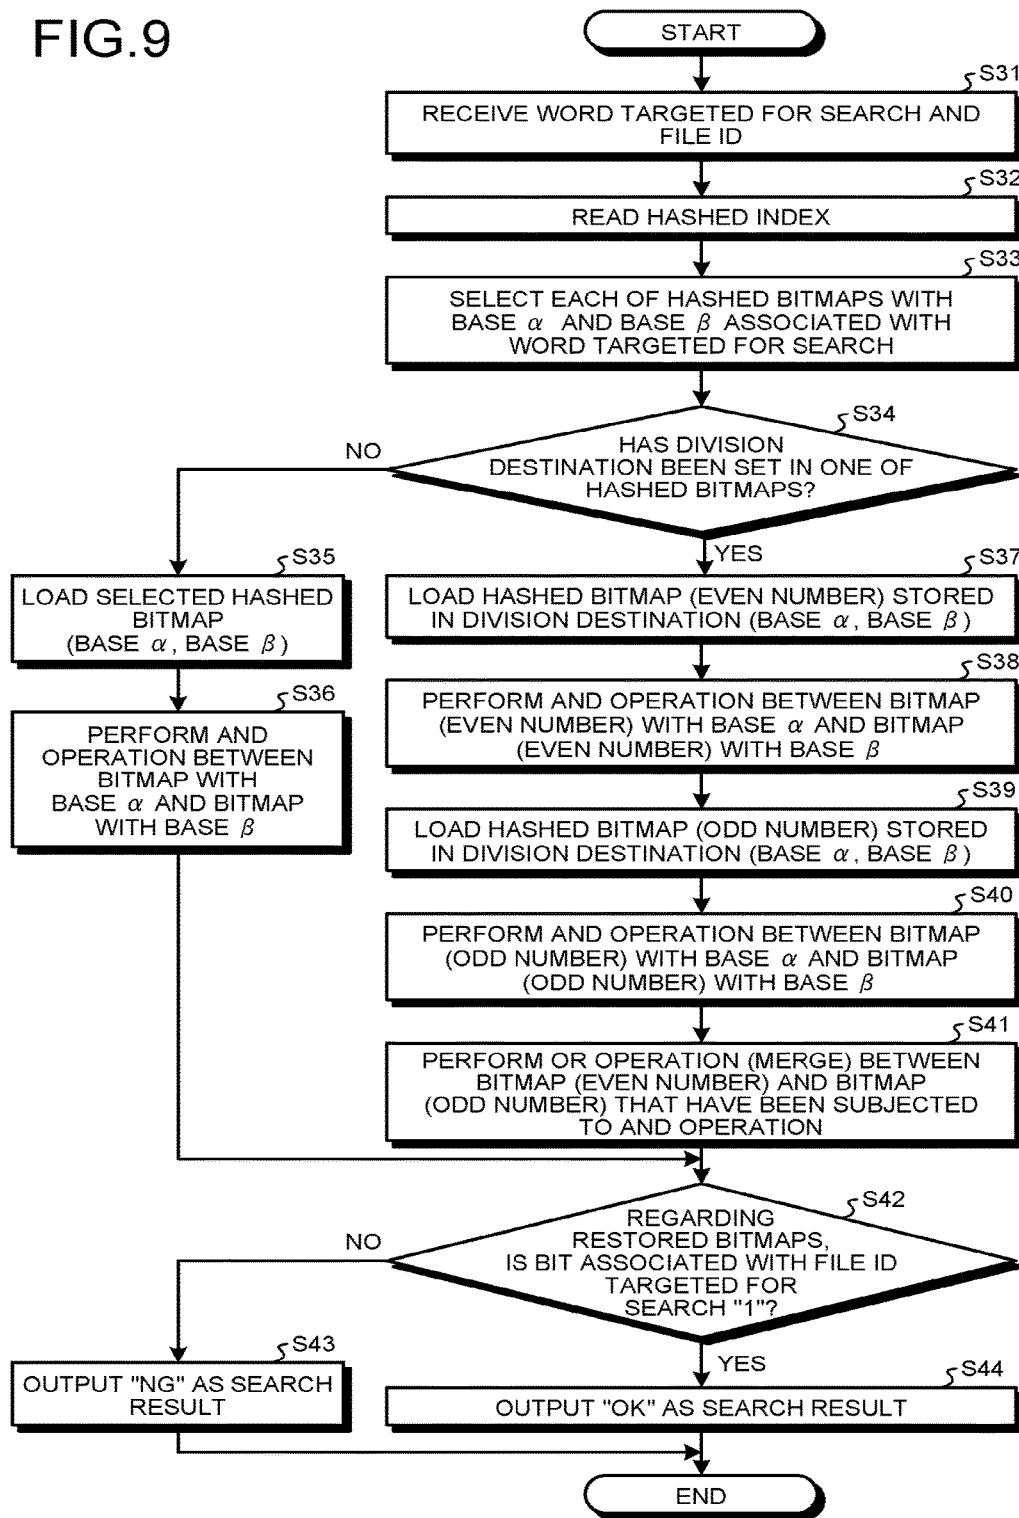 FIG.9
START
S31
RECEIVE WORD TARGETED FOR SEARCH AND
FILE ID
S32
READ HASHED INDEX
S33
SELECT EACH OF HASHED BITMAPS WITH
BASE α AND BASE β ASSOCIATED WITH
WORD TARGETED FOR SEARCH
S34
HAS DIVISION
DESTINATION BEEN SET IN ONE OF
HASHED BITMAPS?
NO
YES
S35
LOAD SELECTED HASHED
BITMAP
(BASE α, BASE β)
S36
PERFORM AND
OPERATION BETWEEN
BITMAP WITH
BASE α AND BITMAP
WITH BASE β
S37
LOAD HASHED BITMAP (EVEN NUMBER) STORED
IN DIVISION DESTINATION (BASE α, BASE β)
S38
PERFORM AND OPERATION BETWEEN BITMAP
(EVEN NUMBER) WITH BASE α AND BITMAP
(EVEN NUMBER) WITH BASE β
S39
LOAD HASHED BITMAP (ODD NUMBER) STORED
IN DIVISION DESTINATION (BASE α, BASE β)
S40
PERFORM AND OPERATION BETWEEN BITMAP
(ODD NUMBER) WITH BASE α AND BITMAP
(ODD NUMBER) WITH BASE β
S41
PERFORM OR OPERATION (MERGE) BETWEEN
BITMAP (EVEN NUMBER) AND BITMAP
(ODD NUMBER) THAT HAVE BEEN SUBJECTED
TO AND OPERATION
S42
REGARDING
RESTORED BITMAPS,
IS BIT ASSOCIATED WITH FILE ID
TARGETED FOR
SEARCH "1"?
NO
YES
S43
OUTPUT "NG" AS SEARCH
RESULT
S44
OUTPUT "OK" AS SEARCH RESULT
END